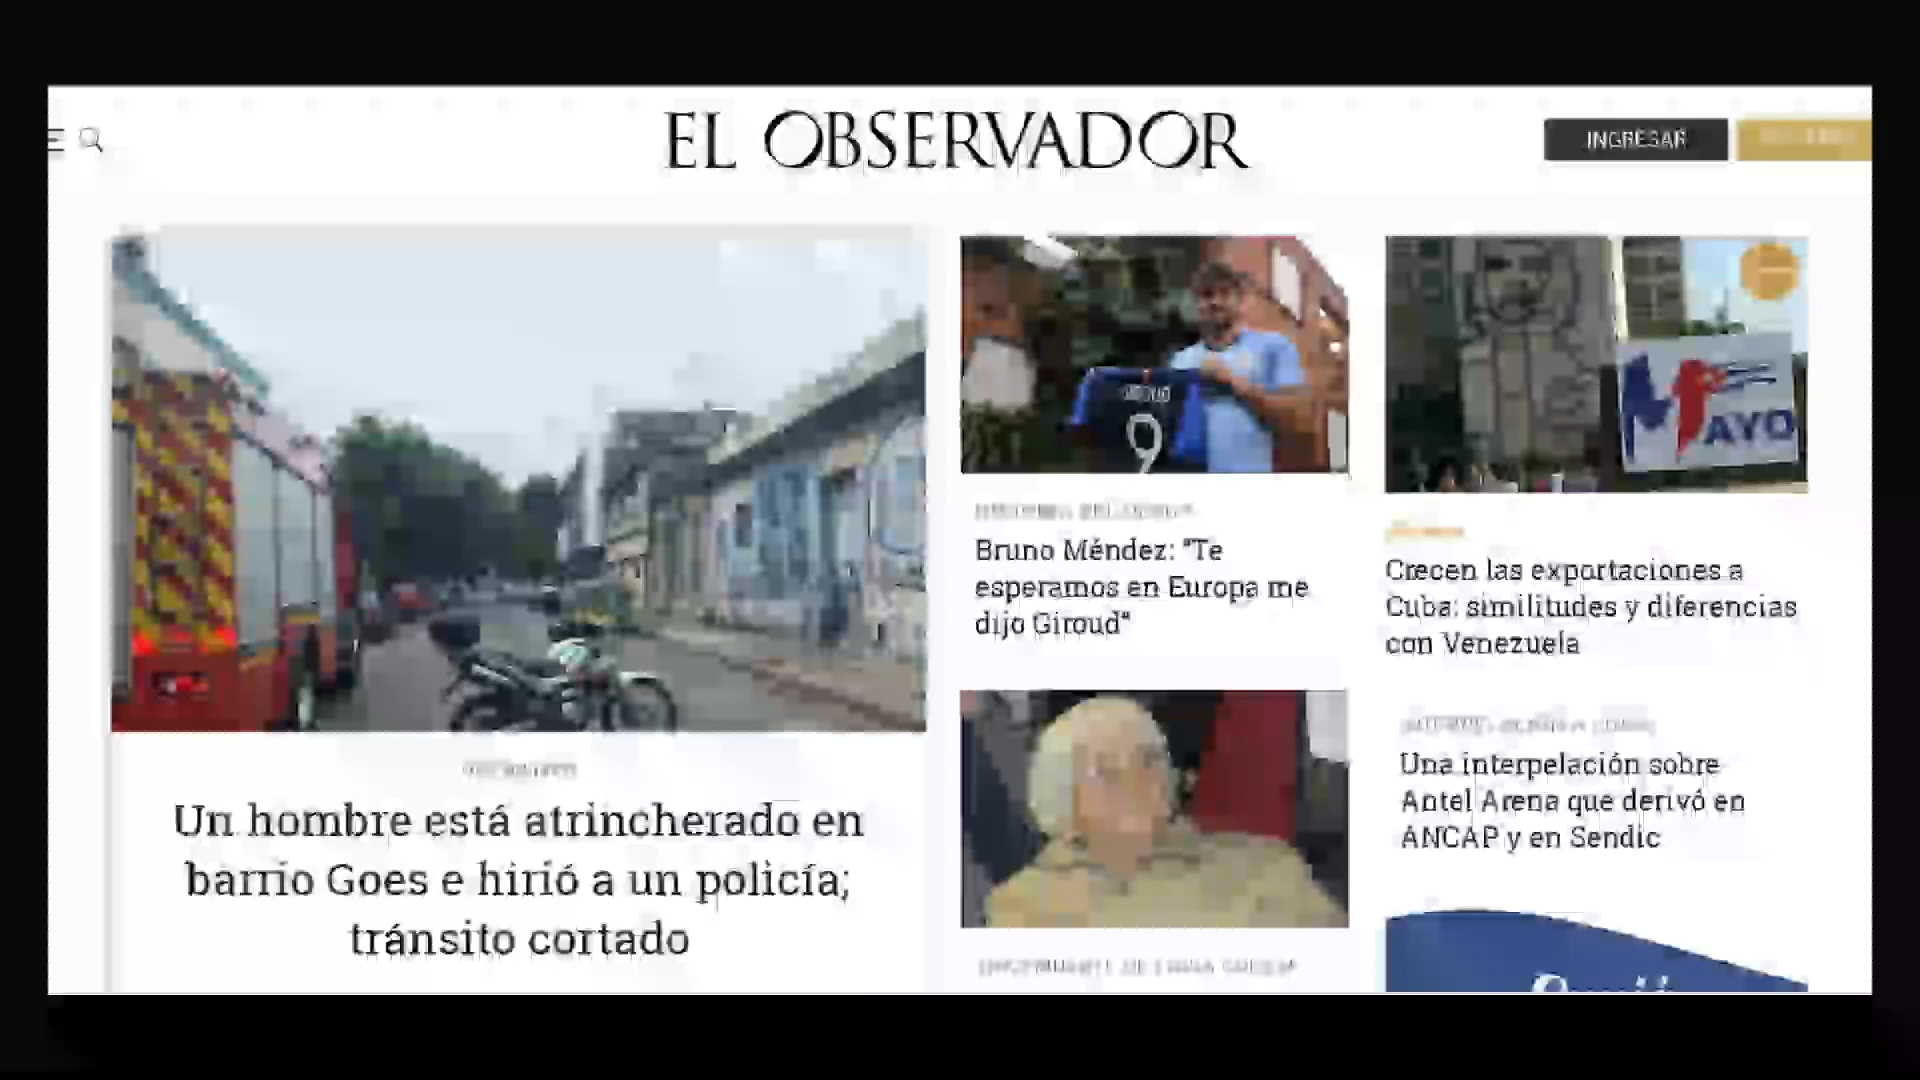 EL OBSERVADOR
INGRESAR
Un hombre está atrincherado en
barrio Goes e hirió a un policía;
tránsito cortado
9
Bruno Méndez: "Te
esperamos en Europa me
dijo Giroud"
AYO
Crecen las exportaciones a
Cuba: similitudes y diferencias
con Venezuela
Una interpelación sobre
Antel Arena que derivó en
ANCAP y en Sendic